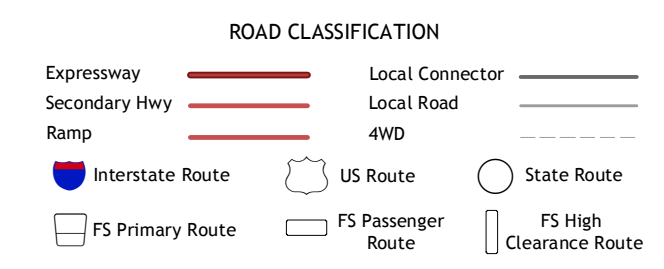 ROAD CLASSIFICATION
Expressway
Local Connector
Secondary Hwy
Local Road
Ramp
4WD
Interstate Route
US Route
State Route
FS Primary Route
FS Passenger
Route
FS High
Clearance Route